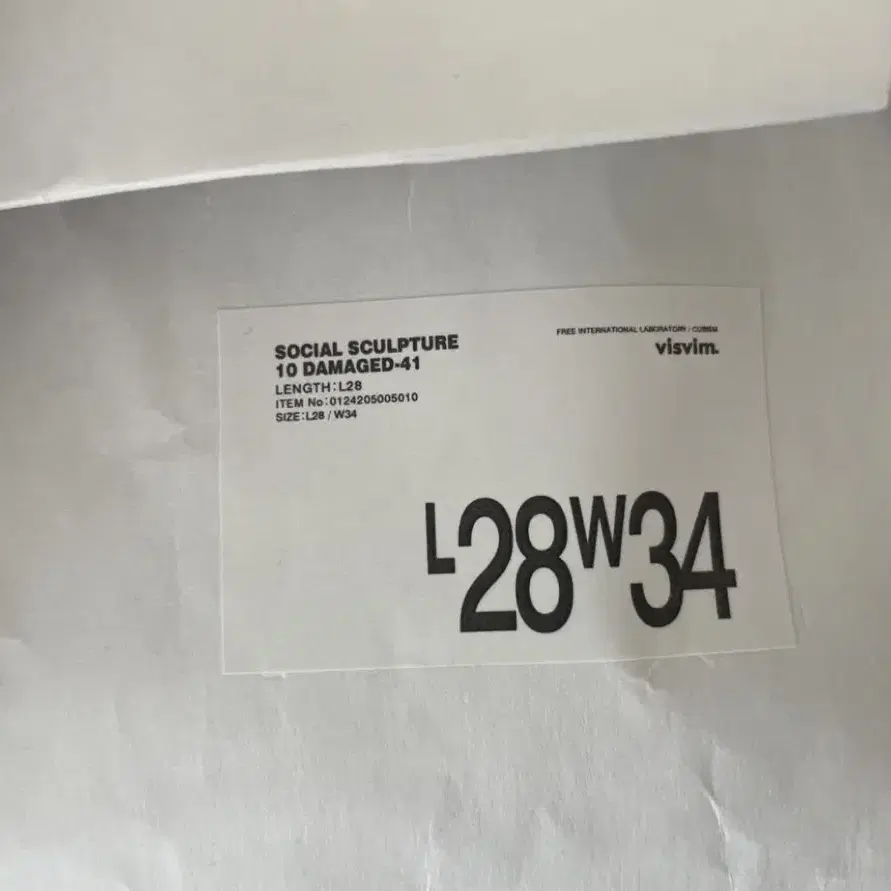 SOCIAL SCULPTURE
10 DAMAGED-41
LENGTH:L28
ITEM No:0124205005010
SIZE:L28 / W34
FREE INTERNATIONAL LABORATORY / CUBISM
visvim.
L28W34